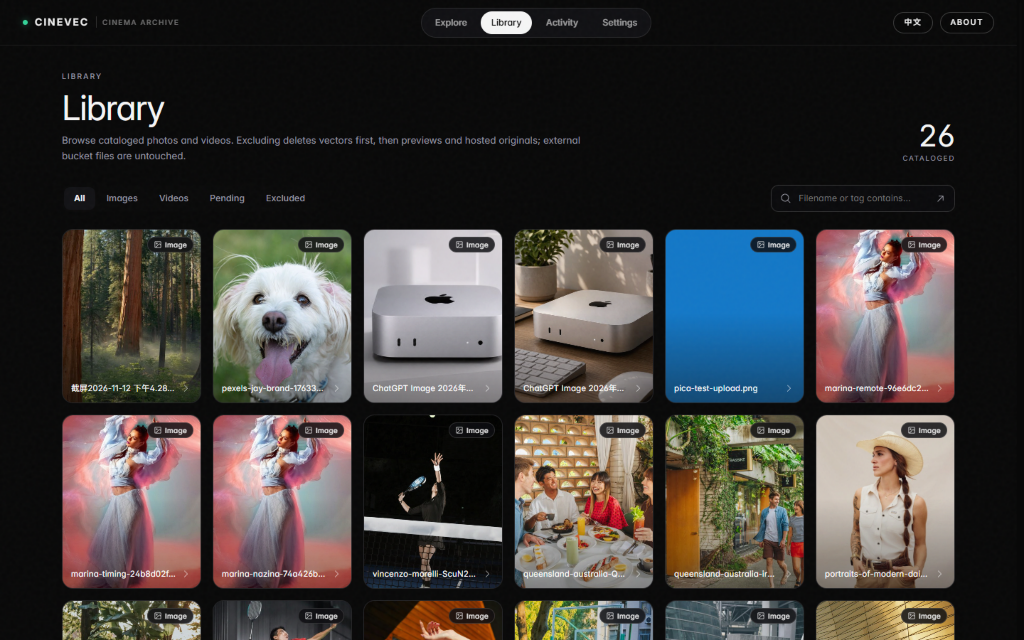 CINEVEC
CINEMA ARCHIVE
Explore
Library
Activity
Settings
中文
ABOUT
LIBRARY
Library
Browse cataloged photos and videos. Excluding deletes vectors first, then previews and hosted originals; external
bucket files are untouched.
26
CATALOGED
All
Images
Videos
Pending
Excluded
Filename or tag contains...
Image
Image
Image
Image
Image
Image
截屏2026-11-12 下午4.28...
pexels-jay-brand-17633...
ChatGPT Image 2026年...
ChatGPT Image 2026年...
pica-test-upload.png
marina-remote-96e6dc2...
Image
Image
Image
Image
Image
Image
marina-timing-24b8d02f...
marina-nazina-74a426b...
vincenzo-morelli-ScuN2...
queensland-australia-Q...
queensland-australia-Ir...
portraits-of-modern-dai...
Image
Image
Image
Image
Image
Image